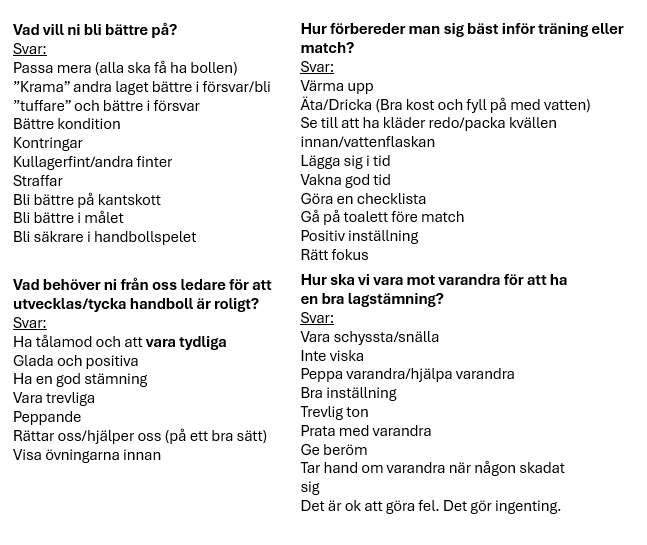 Vad vill ni bli bättre på?
Svar:
Passa mera (alla ska få ha bollen)
”Krama” andra laget bättre i försvar/bli
”tuffare” och bättre i försvar
Bättre kondition
Kontringar
Kullagerfint/andra finter
Straffar
Bli bättre på kantskott
Bli bättre i målet
Bli säkrare i handbollspelet
Hur förbereder man sig bäst inför träning eller
match?
Svar:
Värma upp
Äta/Dricka (Bra kost och fyll på med vatten)
Se till att ha kläder redo/packa kvällen
innan/vattenflaskan
Lägga sig i tid
Vakna god tid
Göra en checklista
Gå på toalett före match
Positiv inställning
Rätt fokus
Vad behöver ni från oss ledare för att
utvecklas/tycka handboll är roligt?
Svar:
Ha tålamod och att vara tydliga
Glada och positiva
Ha en god stämning
Vara trevliga
Peppande
Rättar oss/hjälper oss (på ett bra sätt)
Visa övningarna innan
Hur ska vi vara mot varandra för att ha
en bra lagstämning?
Svar:
Vara schyssta/snälla
Inte viska
Peppa varandra/hjälpa varandra
Bra inställning
Trevlig ton
Prata med varandra
Ge beröm
Tar hand om varandra när någon skadat
sig
Det är ok att göra fel. Det gör ingenting.